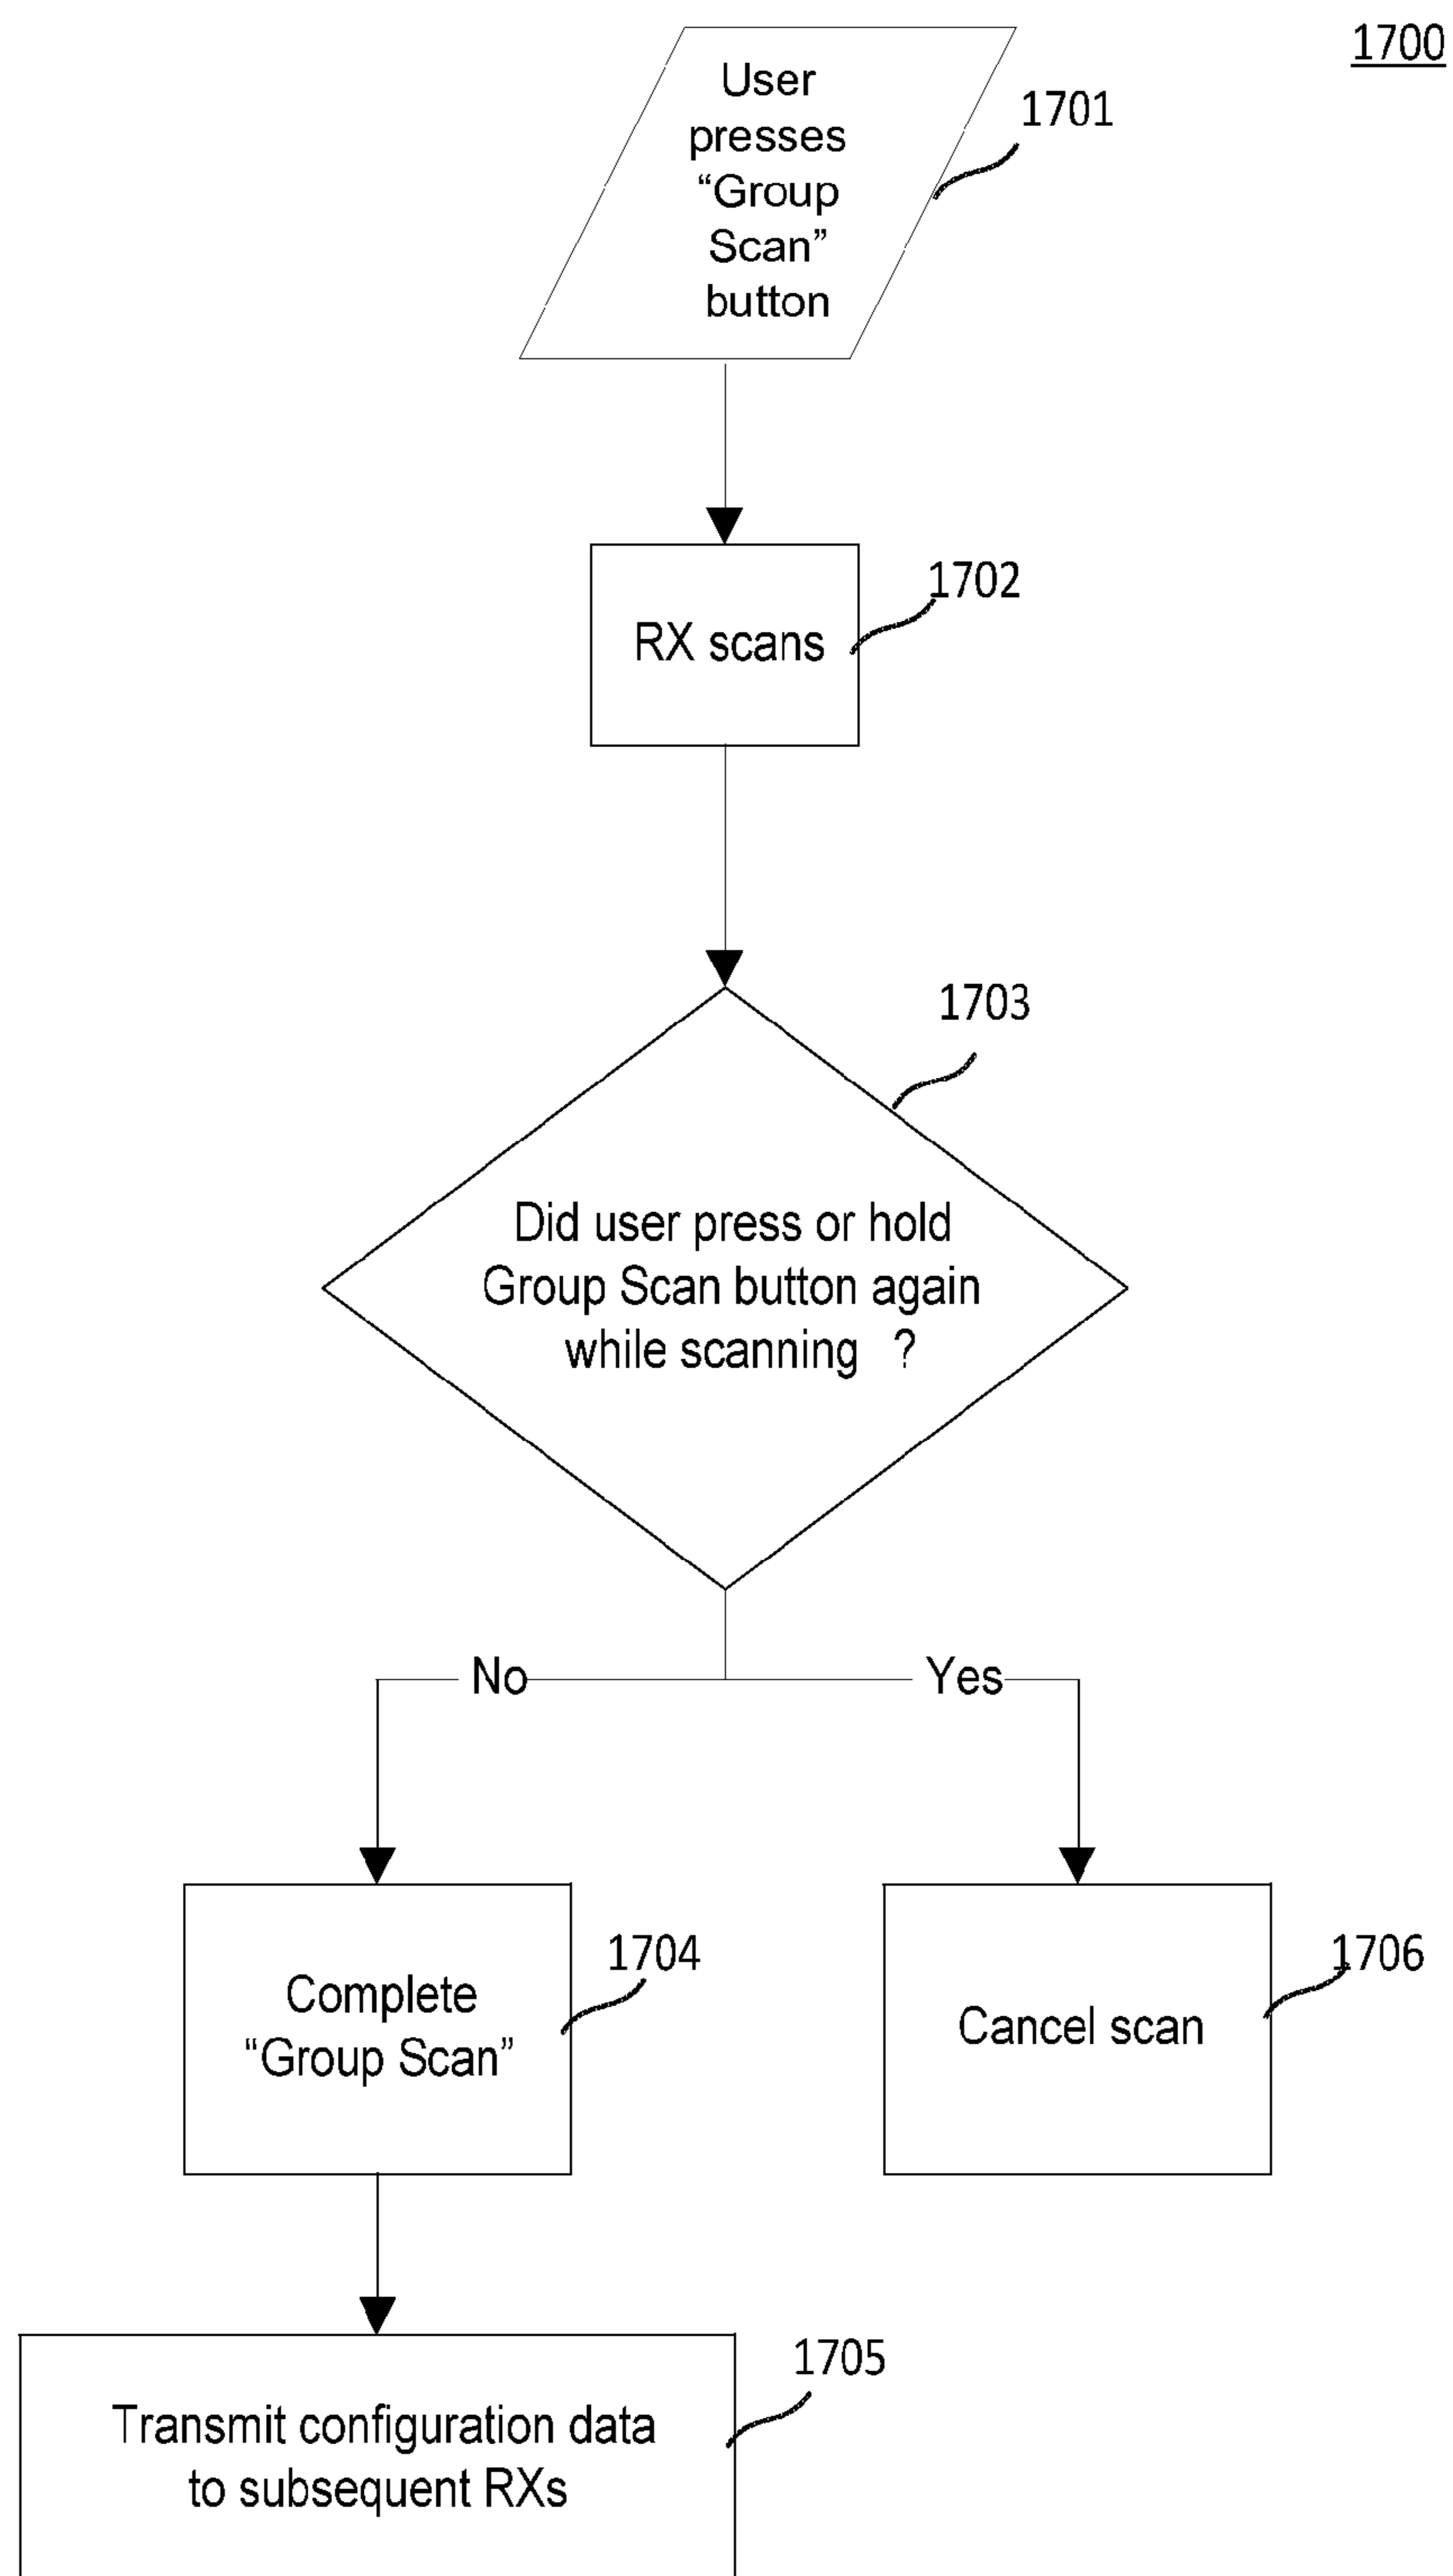 1700
User
presses
“Group
Scan”
button
1701
RX scans
1702
1703
Did user press or hold
Group Scan button again
while scanning ?
No
Yes
Complete
“Group Scan”
1704
Cancel scan
1706
Transmit configuration data
to subsequent RXs
1705